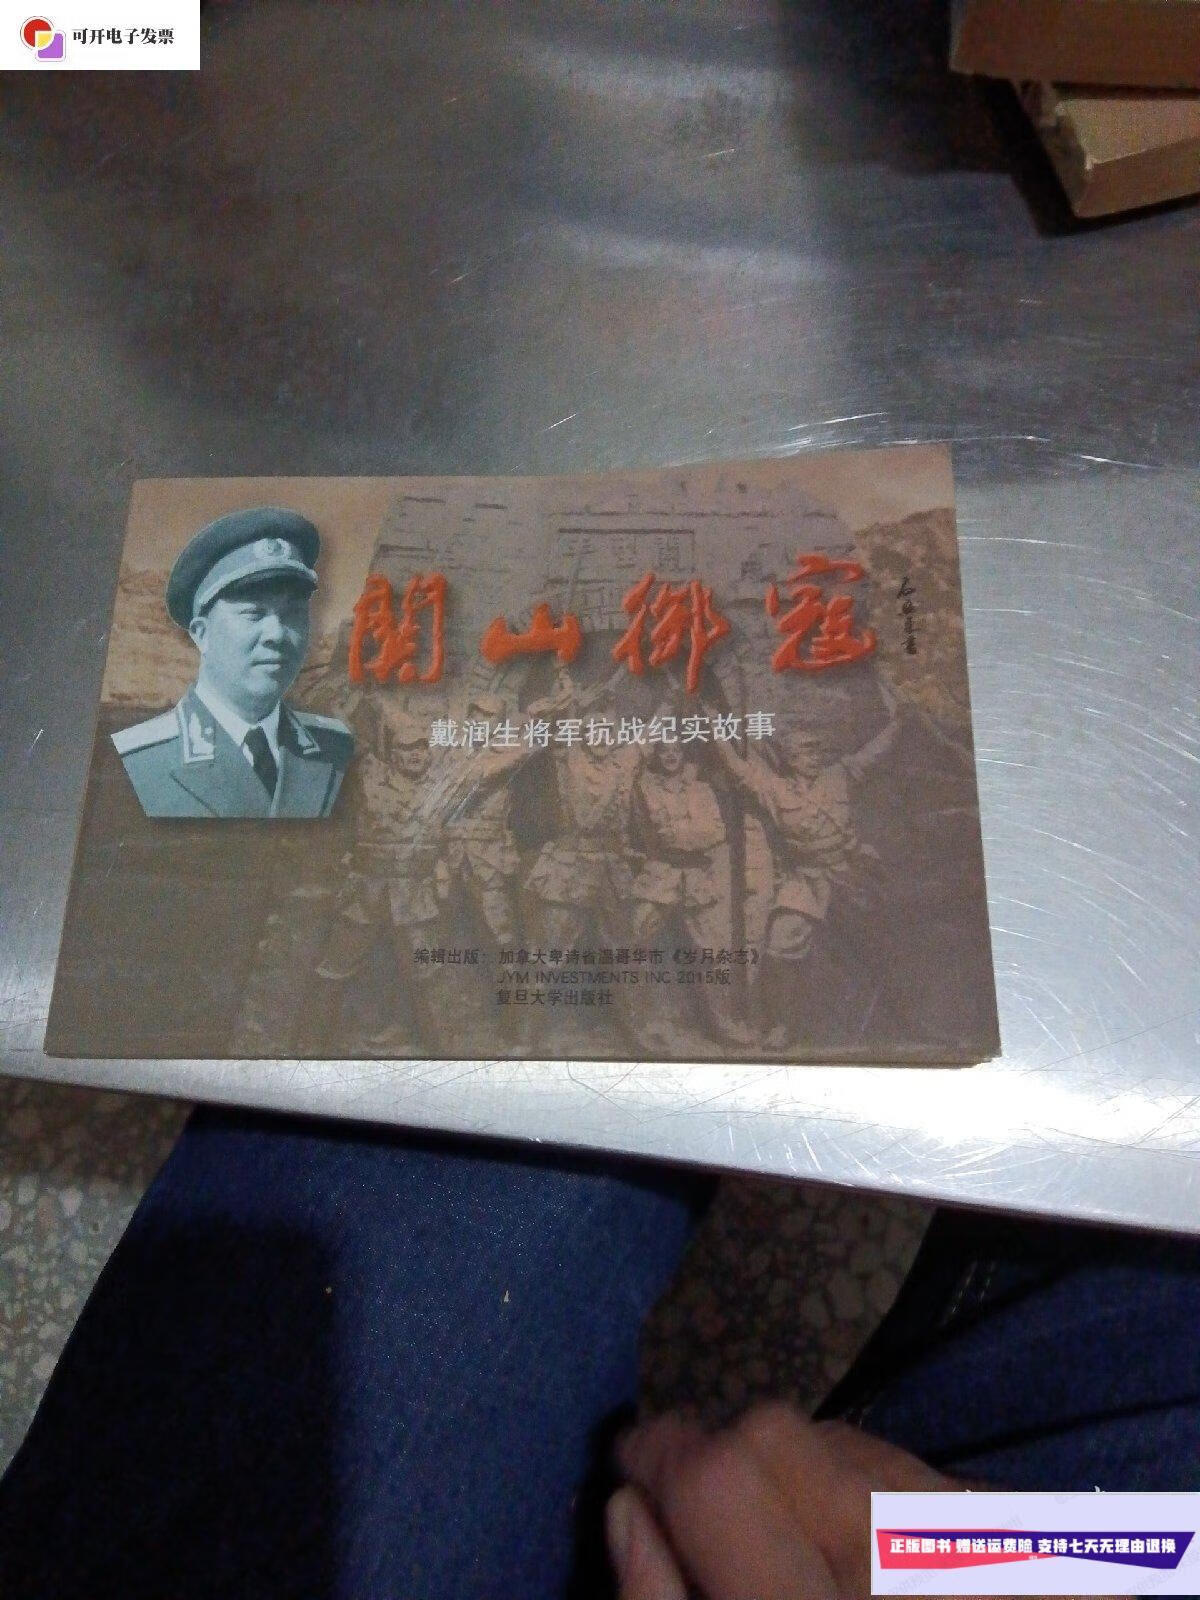 可开电子发票
關山御寇
戴润生将军抗战纪实故事
编辑出版：加拿大卑诗省温哥华市《岁月杂志》
JYM INVESTMENTS INC 2015版
复旦大学出版社
正版图书 赠送运费险 支持七天无理由退换